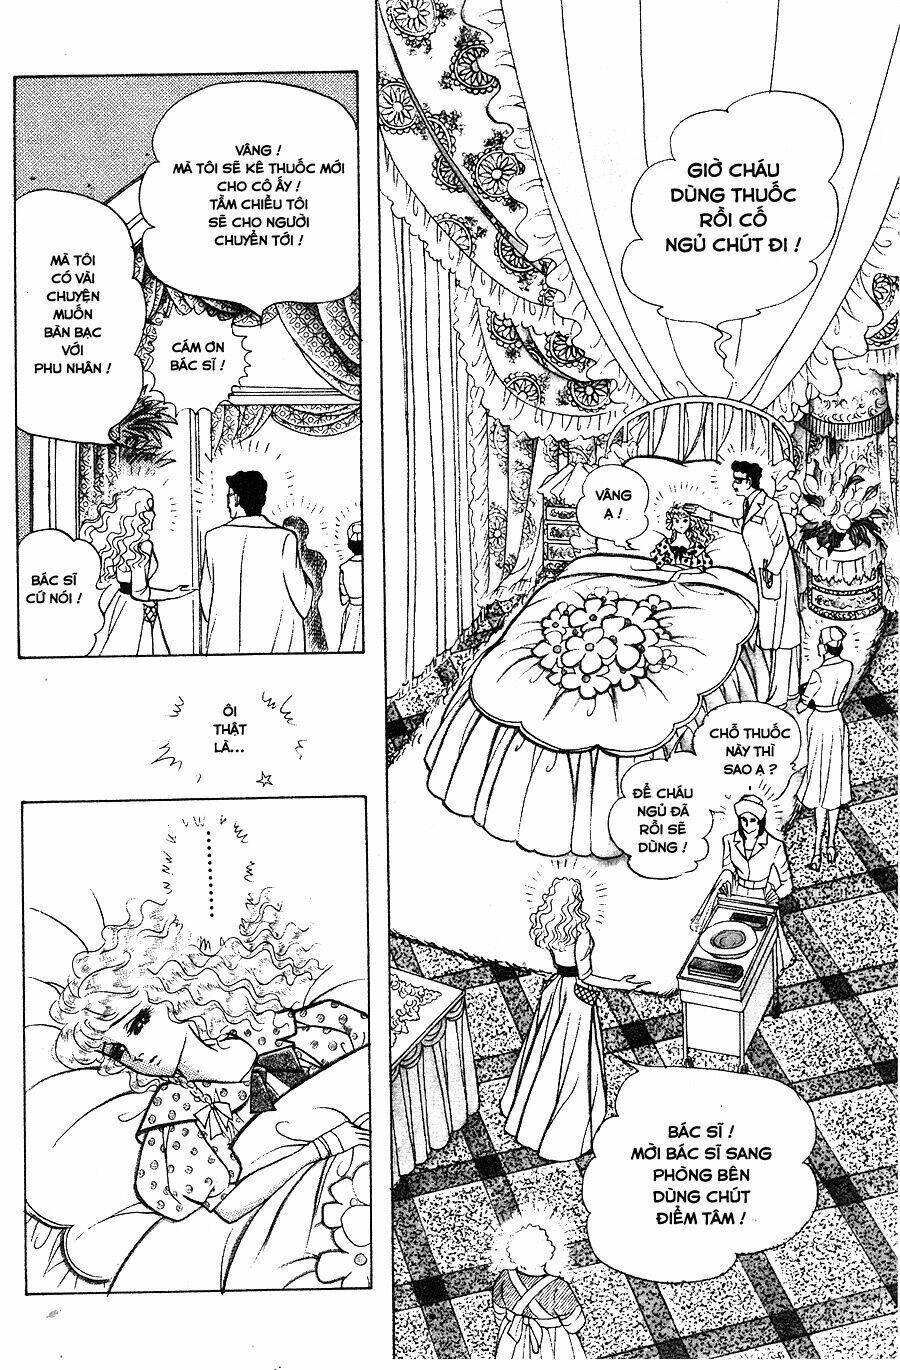 GIỜ CHÁU
DÙNG THUỐC
RỒI CỐ
NGỦ CHÚT ĐI !
VÂNG
Ạ !
CHỖ THUỐC
NÀY THÌ
SAO Ạ ?
ĐỂ CHÁU
NGỦ ĐÃ
RỒI SẼ
DÙNG !
BÁC SĨ !
MỜI BÁC SĨ SANG
PHÒNG BÊN
DÙNG CHÚT
ĐIỂM TÂM !
VÂNG !
MÀ TÔI SẼ KÊ THUỐC MỚI
CHO CÔ ẤY !
TẦM CHIỀU TÔI
SẼ CHO NGƯỜI
CHUYỂN TỚI !
MÀ TÔI
CÓ VÀI
CHUYỆN
MUỐN
BÀN BẠC
VỚI
PHU NHÂN !
CÁM ƠN
BÁC SĨ !
BÁC SĨ
CỨ NÓI !
ÔI
THẬT
LÀ...
..........